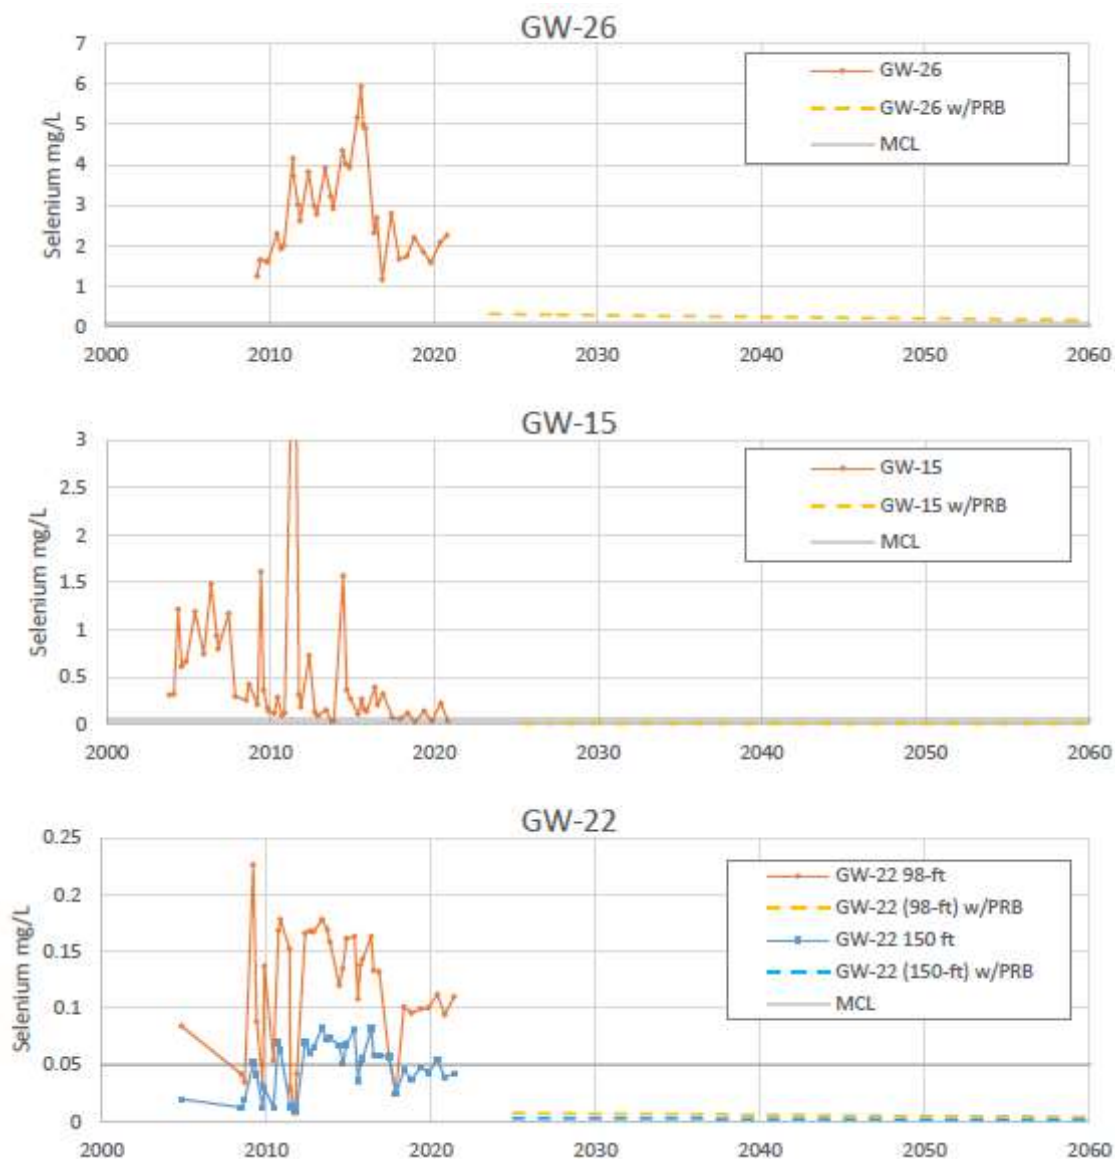 GW-26
Selenium mg/L
7
6
5
4
3
2
1
0
2000 2010 2020 2030 2040 2050 2060
GW-26
GW-26 w/PRB
MCL
GW-15
Selenium mg/L
3
2.5
2
1.5
1
0.5
0
2000 2010 2020 2030 2040 2050 2060
GW-15
GW-15 w/PRB
MCL
GW-22
Selenium mg/L
0.25
0.2
0.15
0.1
0.05
0
2000 2010 2020 2030 2040 2050 2060
GW-22 98-ft
GW-22 (98-ft) w/PRB
GW-22 150 ft
GW-22 (150-ft) w/PRB
MCL